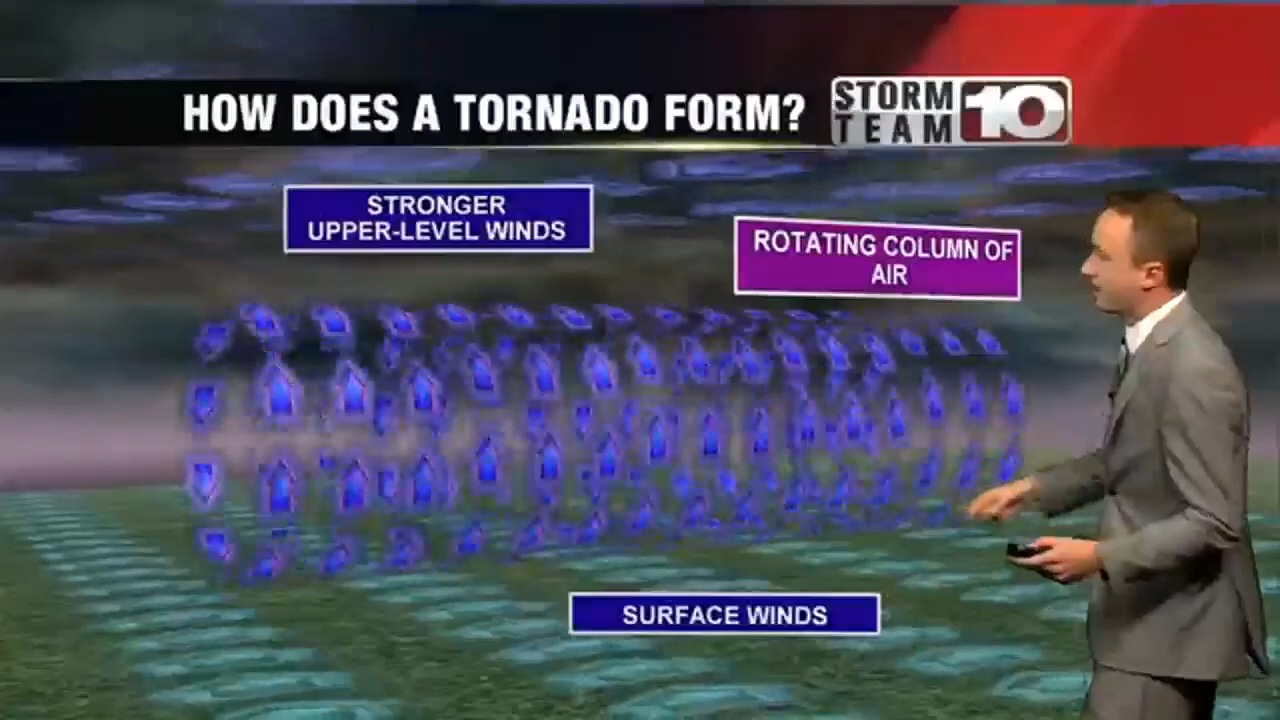 HOW DOES A TORNADO FORM?
STORM
TEAM
10
STRONGER
UPPER-LEVEL WINDS
ROTATING COLUMN OF
AIR
SURFACE WINDS